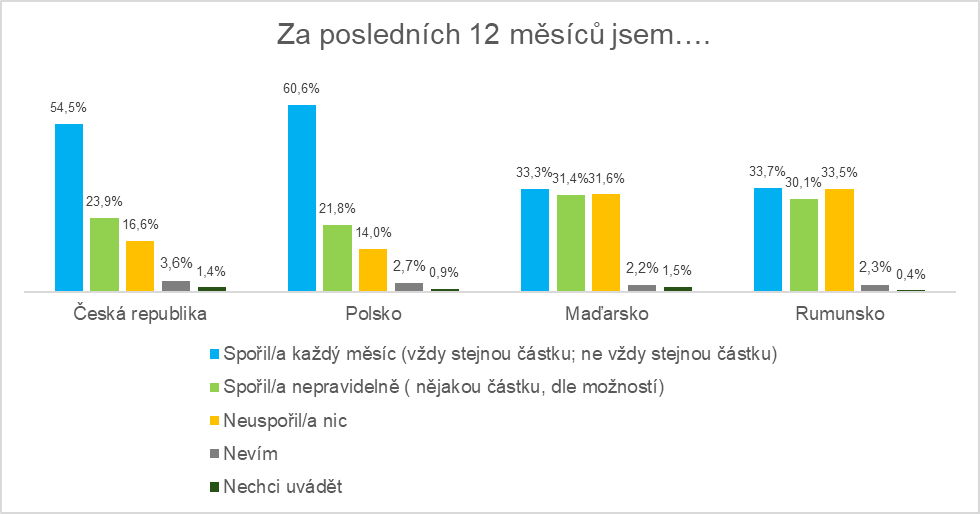 Za posledních 12 měsíců jsem….
54,5%
23,9%
16,6%
3,6%
1,4%
60,6%
21,8%
14,0%
2,7%
0,9%
33,3%
31,4%
31,6%
2,2%
1,5%
33,7%
30,1%
33,5%
2,3%
0,4%
Česká republika
Polsko
Maďarsko
Rumunsko
Spořil/a každý měsíc (vždy stejnou částku; ne vždy stejnou částku)
Spořil/a nepravidelně ( nějakou částku, dle možností)
Neuspořil/a nic
Nevím
Nechci uvádět